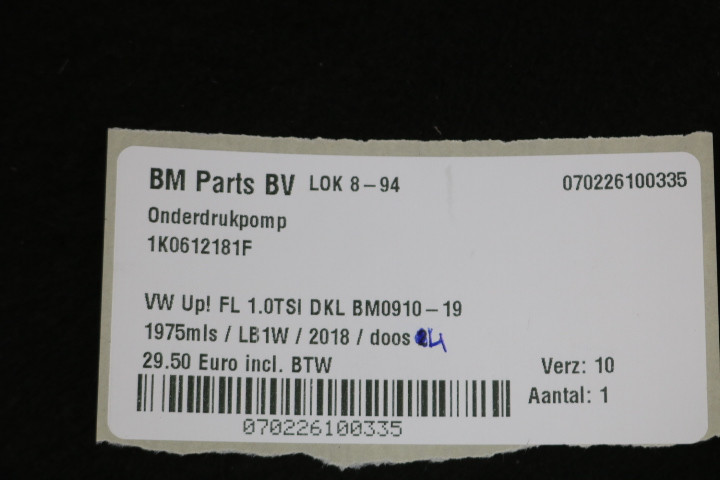 BM Parts BV LOK 8-94 070226100335
Onderdrukpomp
1K0612181F
VW Up! FL 1.0TSI DKL BM0910-19
1975mls / LB1W / 2018 / doos
29.50 Euro incl. BTW Verz: 10
Aantal: 1
070226100335